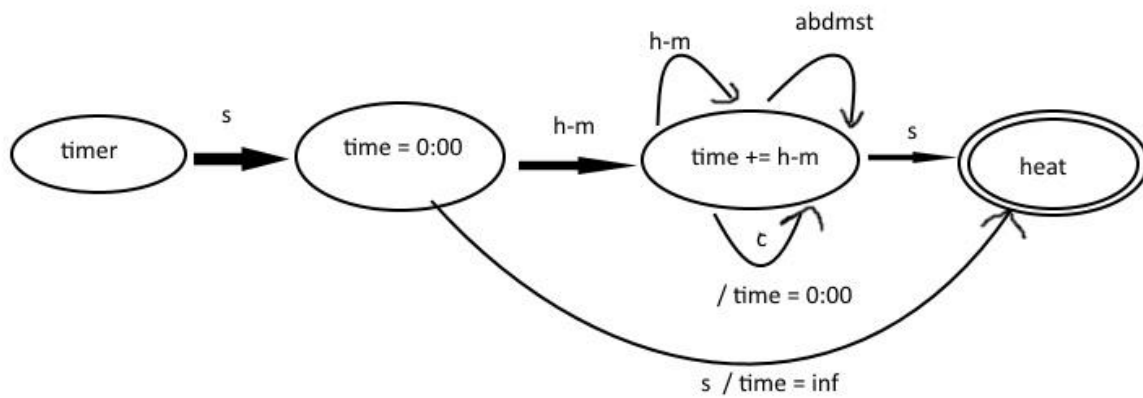 abdmst
h-m
s
h-m
s
timer
time = 0:00
time += h-m
heat
c
/ time = 0:00
s / time = inf